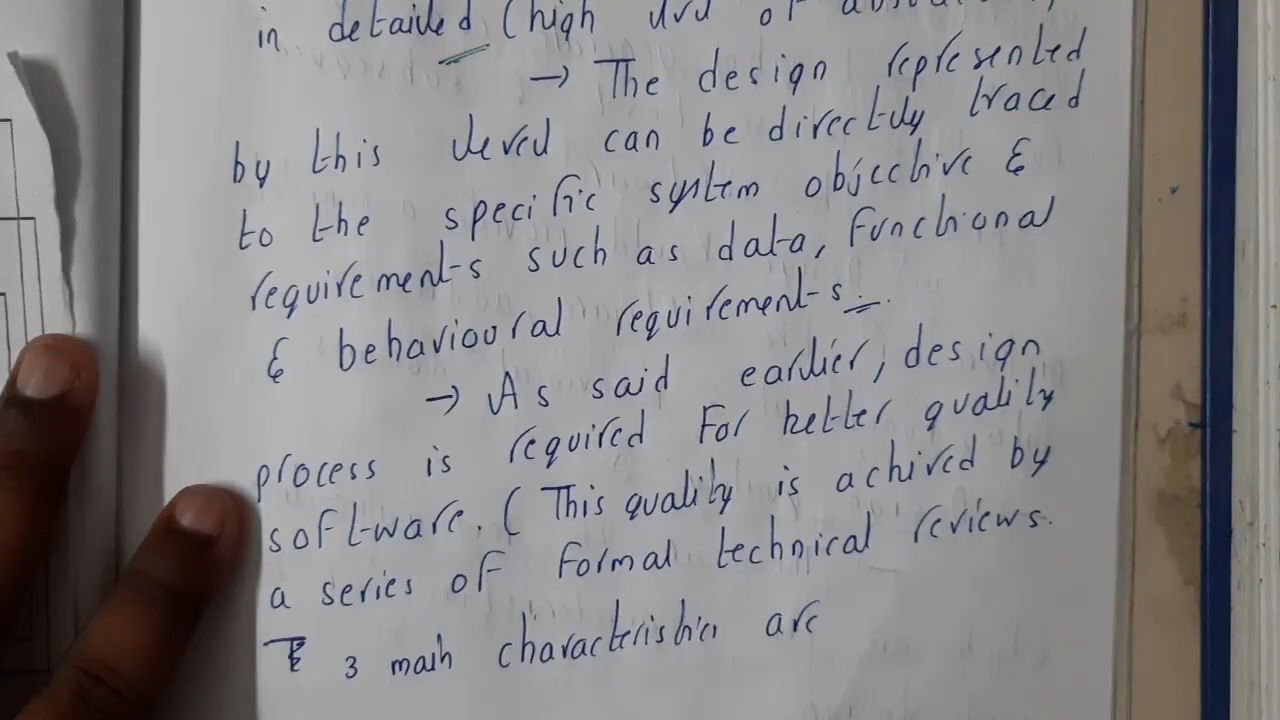 in detailed (high of
→ The design represented
by this level can be directly traced
to the specific system objective &
requirements such as data, functional
& behavioural requirements.
→ As said earlier, design
process is required for better quality
software. (This quality is achived by
a series of formal technical reviews.
3 main characteristics are